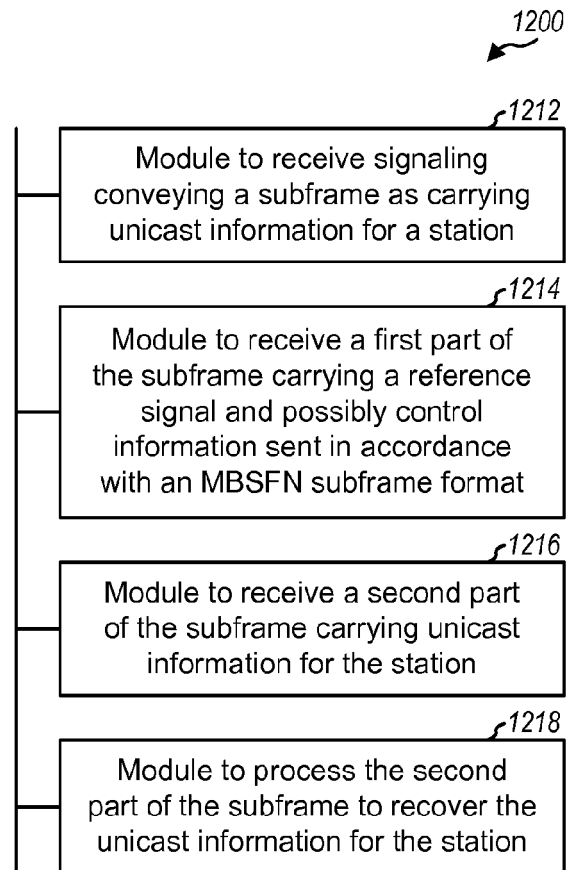 1200
1212
Module to receive signaling
conveying a subframe as carrying
unicast information for a station
1214
Module to receive a first part of
the subframe carrying a reference
signal and possibly control
information sent in accordance
with an MBSFN subframe format
1216
Module to receive a second part
of the subframe carrying unicast
information for the station
1218
Module to process the second
part of the subframe to recover the
unicast information for the station